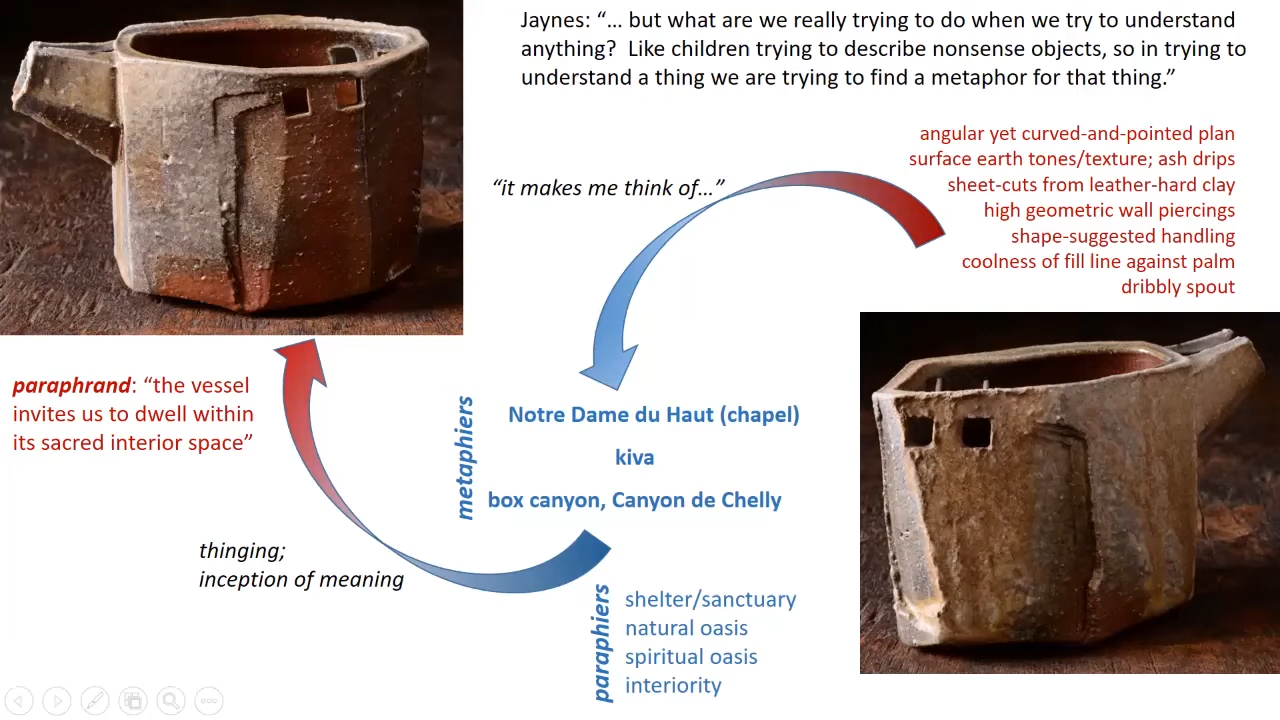 Jaynes: “… but what are we really trying to do when we try to understand
anything?  Like children trying to describe nonsense objects, so in trying to
understand a thing we are trying to find a metaphor for that thing.”
angular yet curved-and-pointed plan
surface earth tones/texture; ash drips
sheet-cuts from leather-hard clay
high geometric wall piercings
shape-suggested handling
coolness of fill line against palm
dribbly spout
“it makes me think of…”
metaphiers
Notre Dame du Haut (chapel)
kiva
box canyon, Canyon de Chelly
paraphrand: “the vessel
invites us to dwell within
its sacred interior space”
thinging;
inception of meaning
paraphiers
shelter/sanctuary
natural oasis
spiritual oasis
interiority